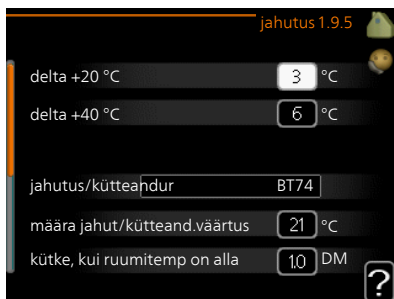 jahutus 1.9.5
delta +20 °C 3 °C
delta +40 °C 6 °C
jahutus/kütteandur BT74
määra jahut/kütteand.väärtus 21 °C
kütke, kui ruumitemp on alla 1.0 DM
?